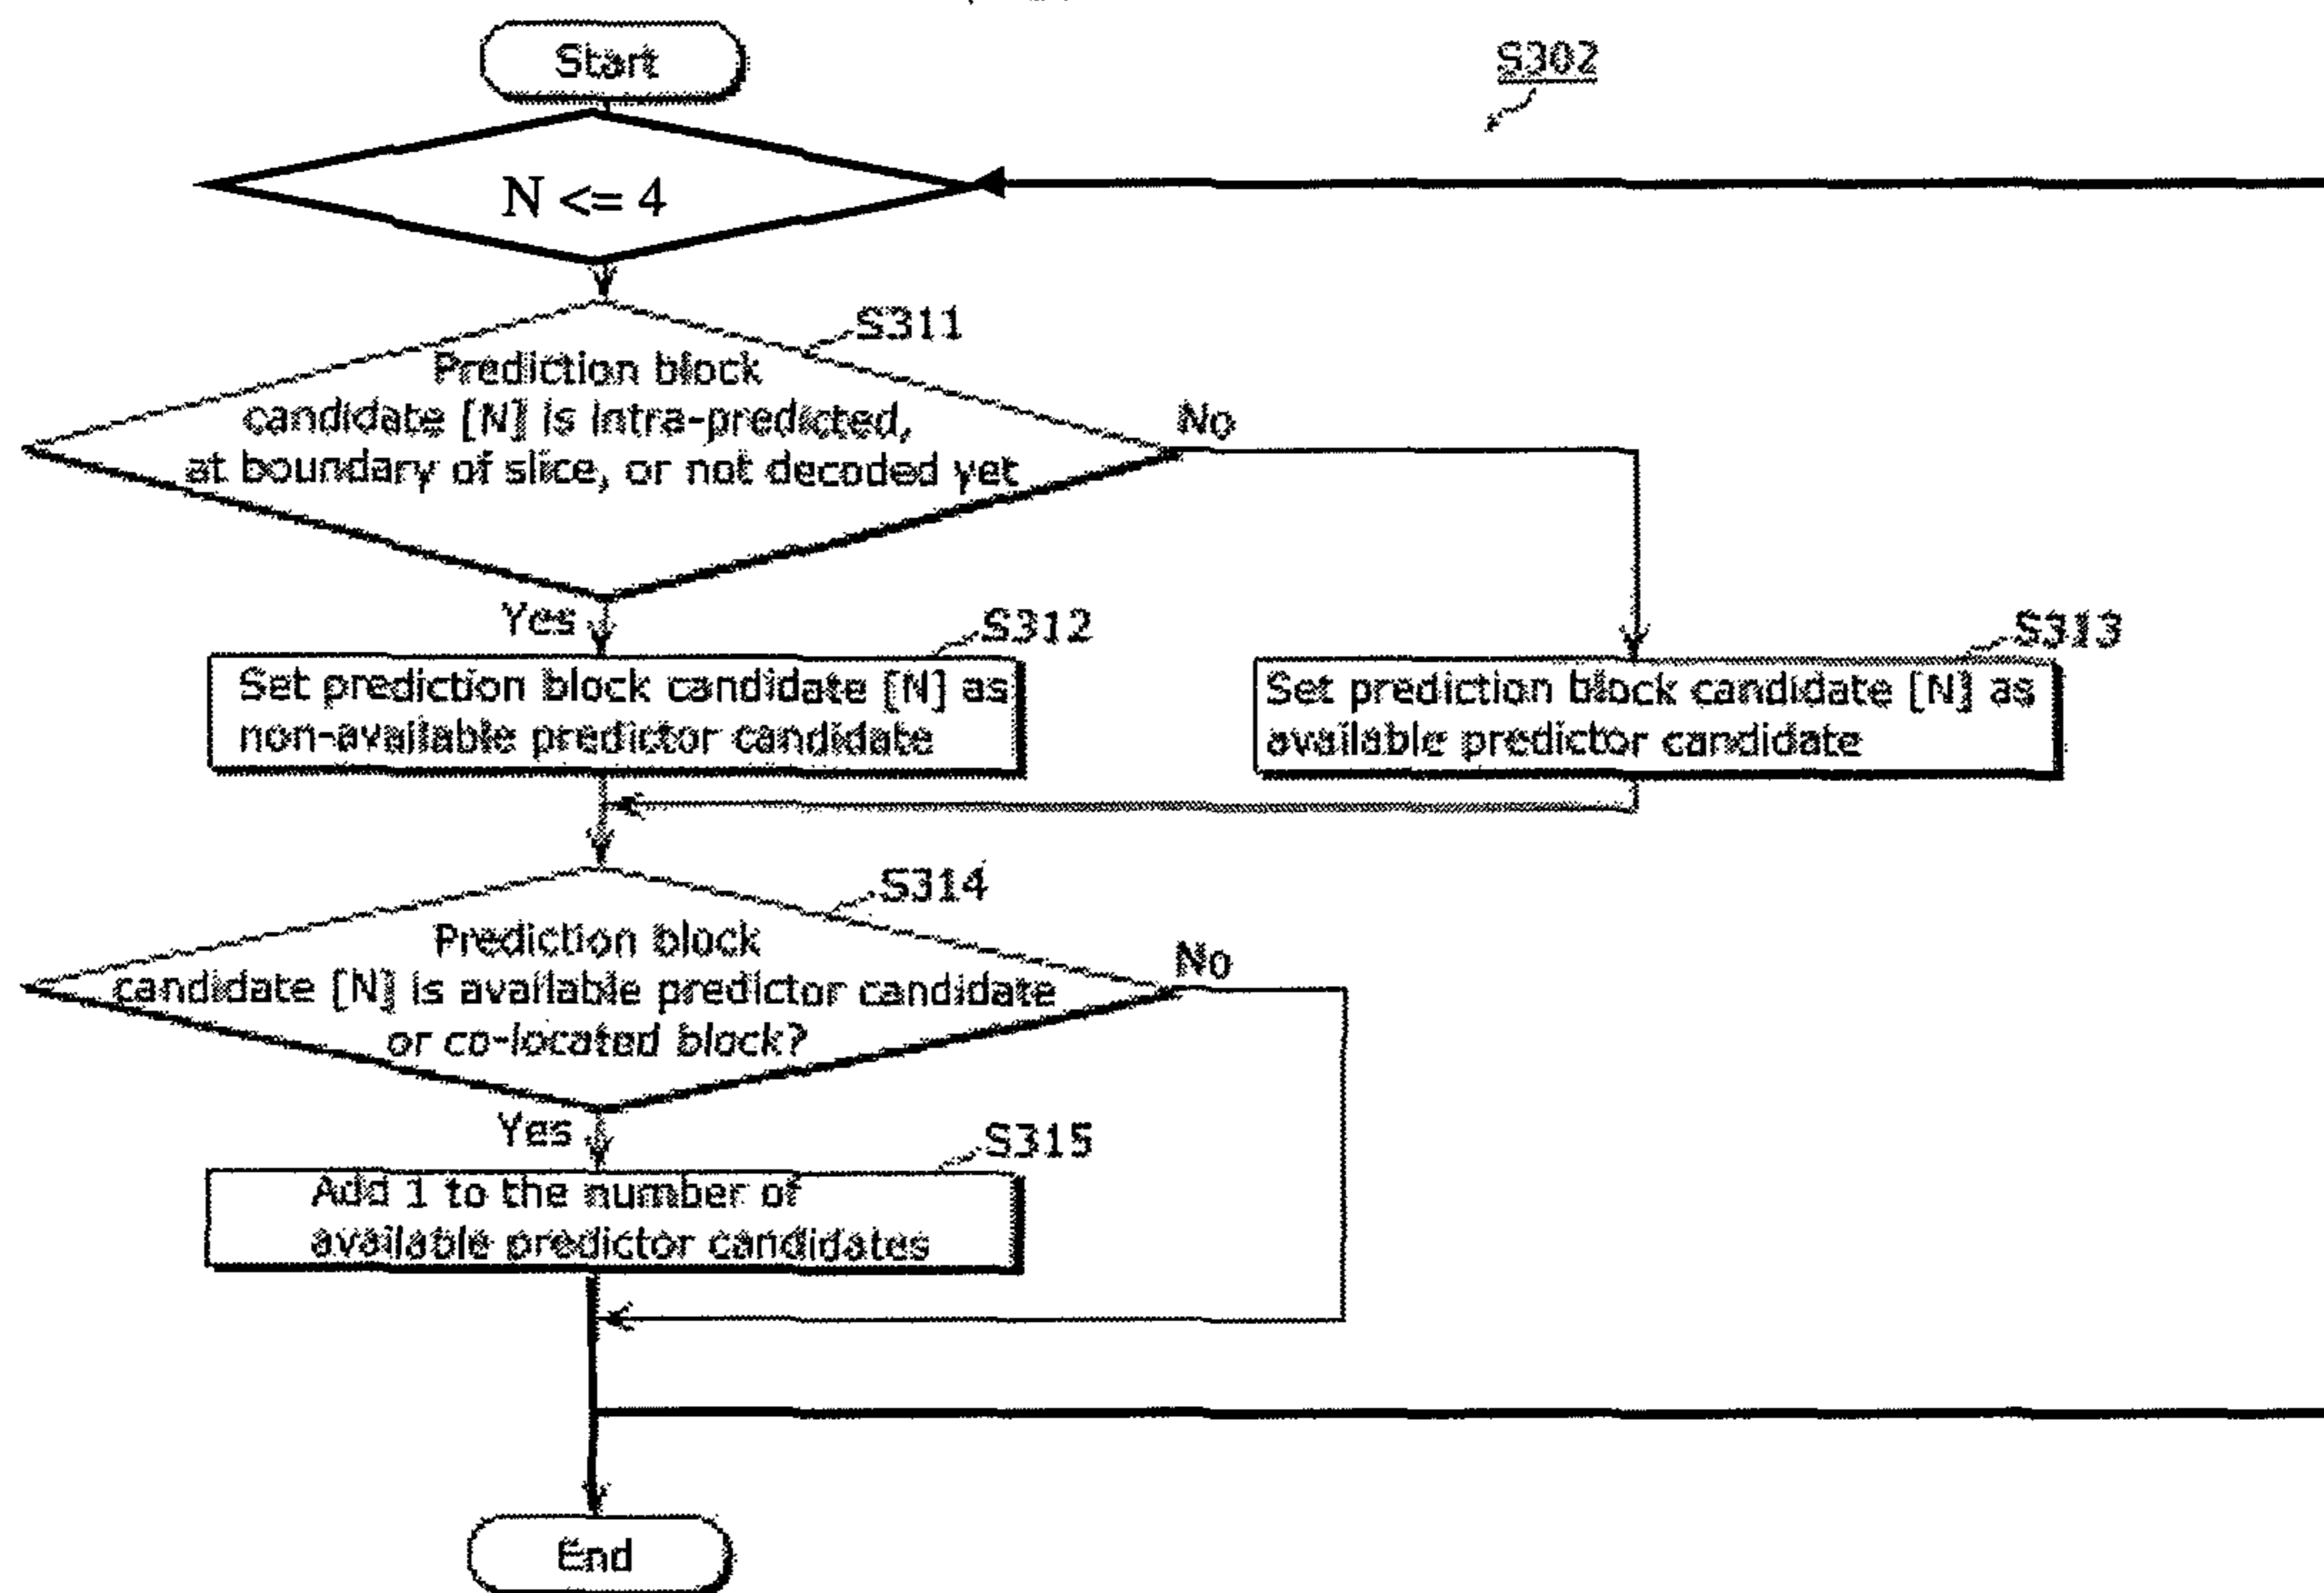 Start
S302
N <= 4
S311
Prediction block
candidate [N] is intra-predicted,
at boundary of slice, or not decoded yet
No
Yes
S312
S313
Set prediction block candidate [N] as
non-available predictor candidate
Set prediction block candidate [N] as
available predictor candidate
S314
Prediction block
candidate [N] is available predictor candidate
or co-located block?
No
Yes
S315
Add 1 to the number of
available predictor candidates
End